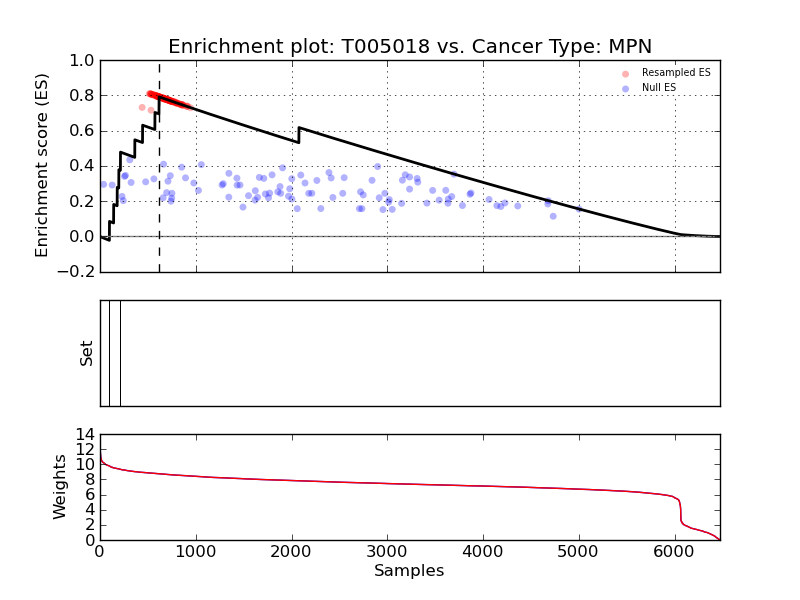 Enrichment plot: T005018 vs. Cancer Type: MPN
Enrichment score (ES)
1.0
0.8
0.6
0.4
0.2
0.0
−0.2
Resampled ES
Null ES
Set
Weights
14
12
10
8
6
4
2
0
0 1000 2000 3000 4000 5000 6000
Samples